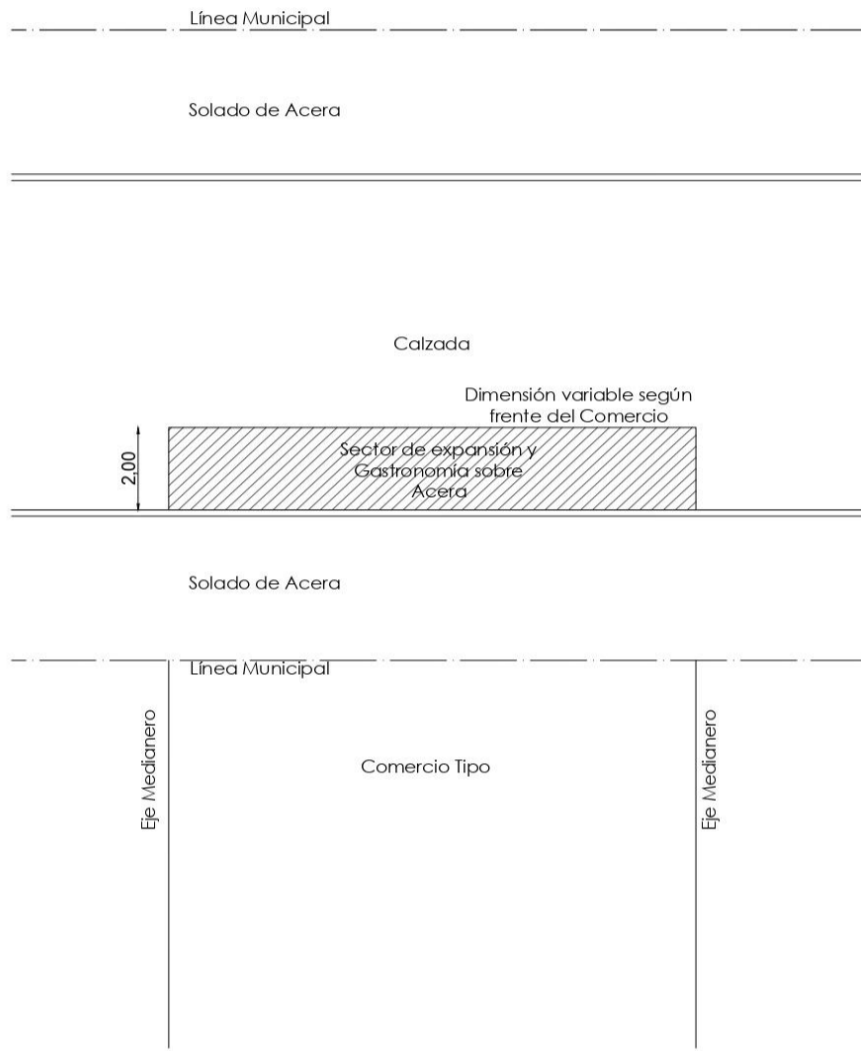 Línea Municipal
Solado de Acera
Calzada
Dimensión variable según
frente del Comercio
2,00
Sector de expansión y
Gastronomía sobre
Acera
Solado de Acera
Línea Municipal
Eje Medianero
Comercio Tipo
Eje Medianero